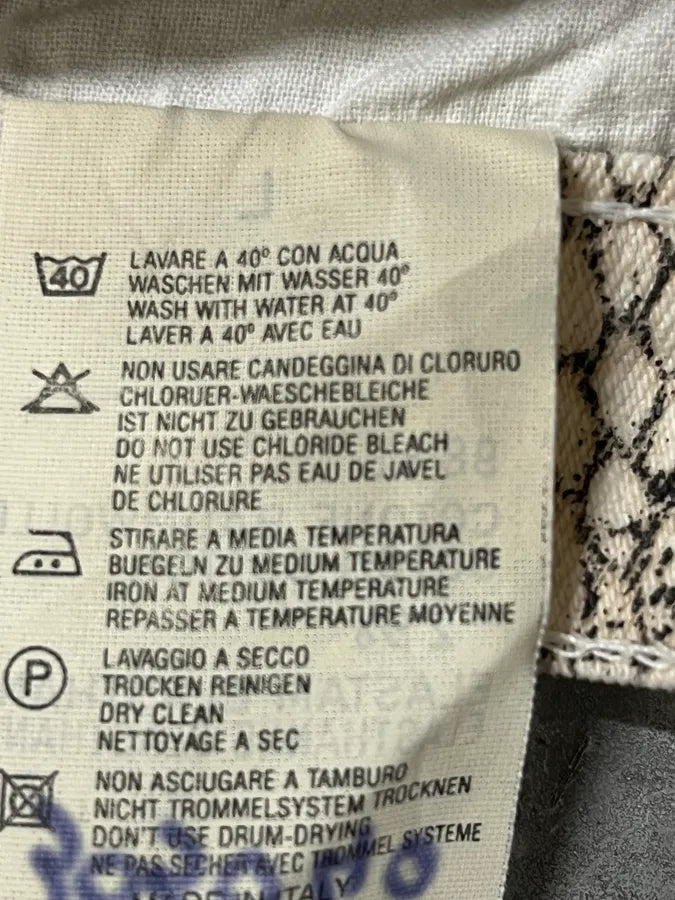 40
LAVARE A 40° CON ACQUA
WASCHEN MIT WASSER 40°
WASH WITH WATER AT 40°
LAVER A 40° AVEC EAU
NON USARE CANDEGGINA DI CLORURO
CHLORUER-WAESCHEBLEICHE
IST NICHT ZU GEBRAUCHEN
DO NOT USE CHLORIDE BLEACH
NE UTILISER PAS EAU DE JAVEL
DE CHLORURE
STIRARE A MEDIA TEMPERATURA
BUEGELN ZU MEDIUM TEMPERATURE
IRON AT MEDIUM TEMPERATURE
REPASSER A TEMPERATURE MOYENNE
P
LAVAGGIO A SECCO
TROCKEN REINIGEN
DRY CLEAN
NETTOYAGE A SEC
NON ASCIUGARE A TAMBURO
NICHT TROMMELSYSTEM TROCKNEN
DON'T USE DRUM-DRYING
NE PAS SECHER AVEC TROMMEL SYSTEME
MADE IN ITALY